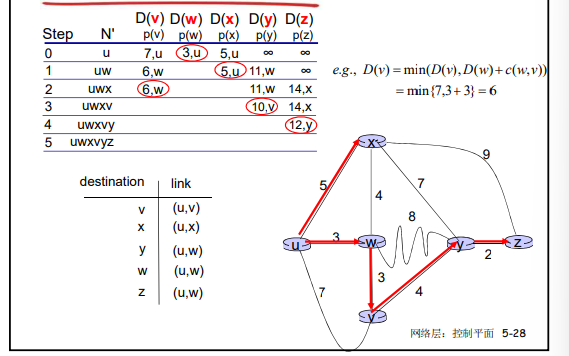 D(v) D(w) D(x) D(y) D(z)
Step N' p(v) p(w) p(x) p(y) p(z)
0 u 7,u 3,u 5,u ∞ ∞
1 uw 6,w 5,u 11,w ∞
2 uwx 6,w 11,w 14,x
3 uwxv 10,v 14,x
4 uwxvy 12,y
5 uwxvyz
e.g., D(v) = min(D(v), D(w) + c(w,v))
= min{7,3+3} = 6
destination link
v (u,v)
x (u,x)
y (u,w)
w (u,w)
z (u,w)
x
9
5
7
4
8
u
3
w
y
z
2
3
7
4
v
网络层：控制平面 5-28